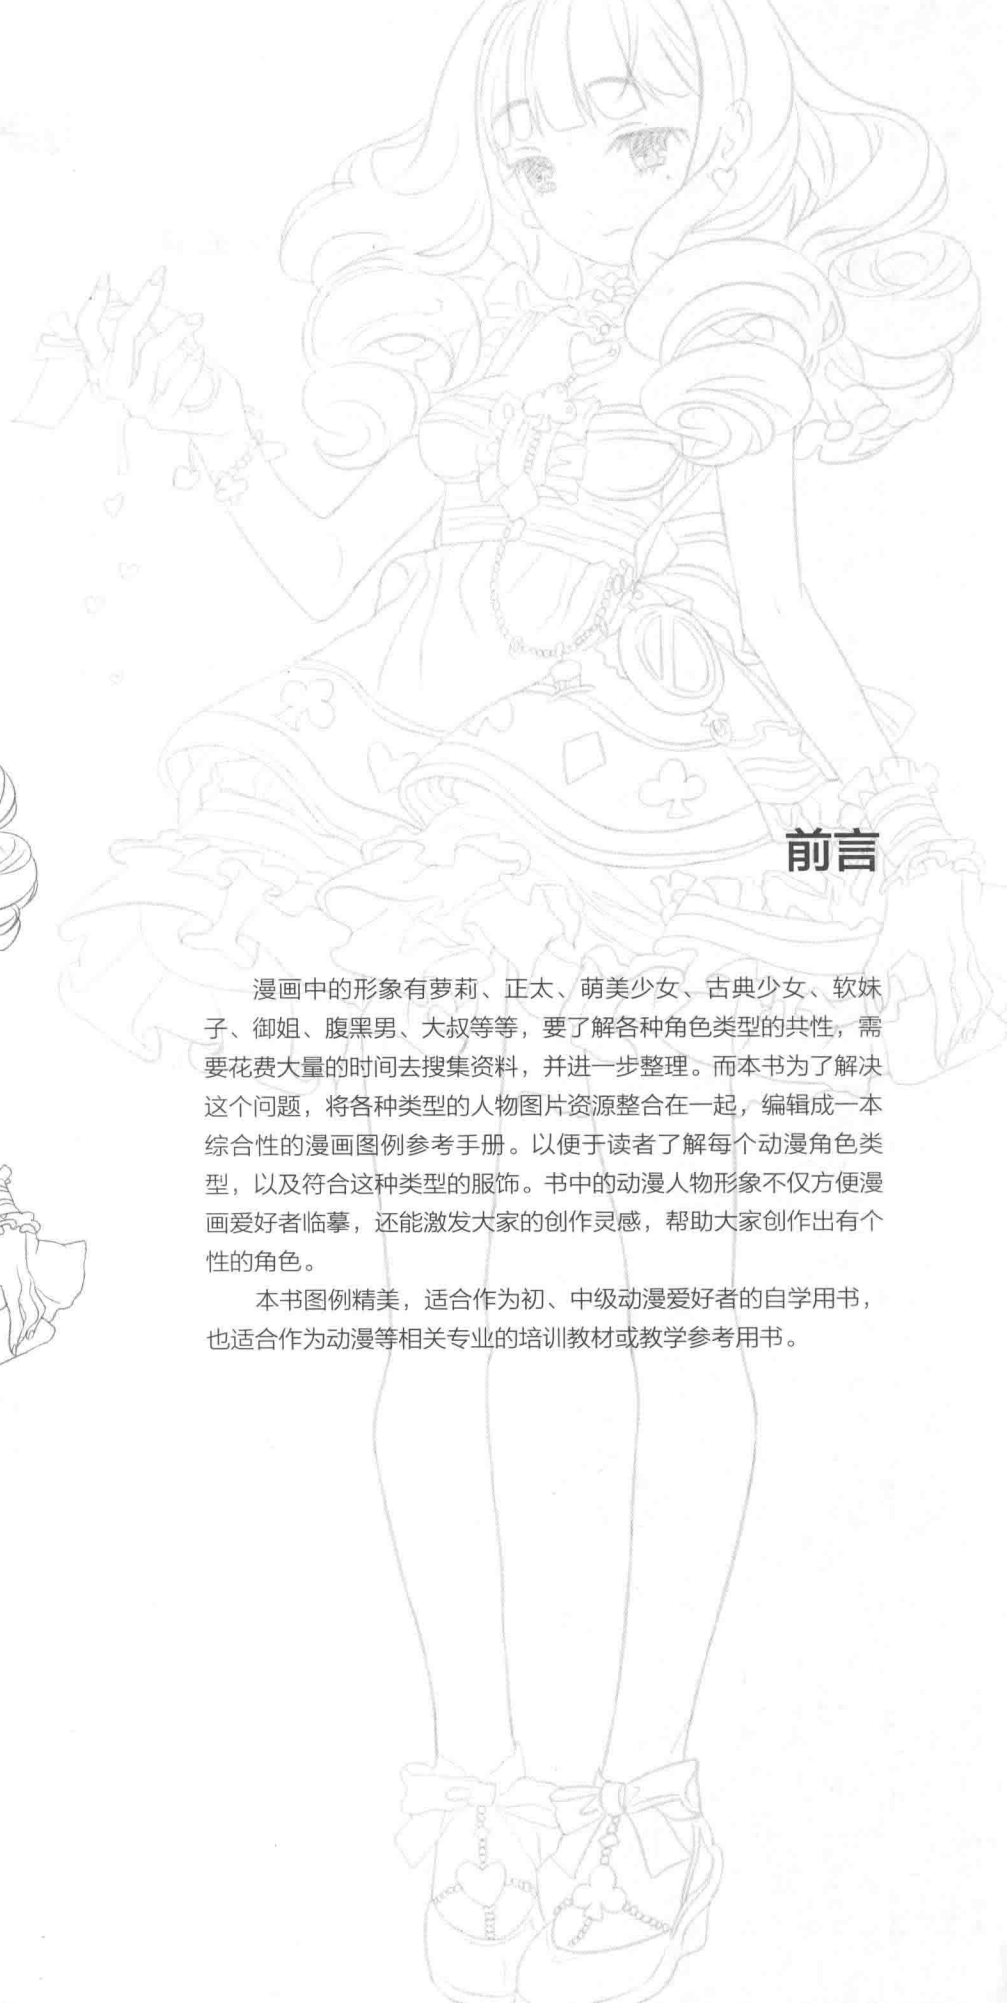 前言
漫画中的形象有萝莉、正太、萌美少女、古典少女、软妹
子、御姐、腹黑男、大叔等等，要了解各种角色类型的共性，需
要花费大量的时间去搜集资料，并进一步整理。而本书为了解决
这个问题，将各种类型的人物图片资源整合在一起，编辑成一本
综合性的漫画图例参考手册。以便于读者了解每个动漫角色类
型，以及符合这种类型的服饰。书中的动漫人物形象不仅方便漫
画爱好者临摹，还能激发大家的创作灵感，帮助大家创作出有个
性的角色。
本书图例精美，适合作为初、中级动漫爱好者的自学用书，
也适合作为动漫等相关专业的培训教材或教学参考用书。